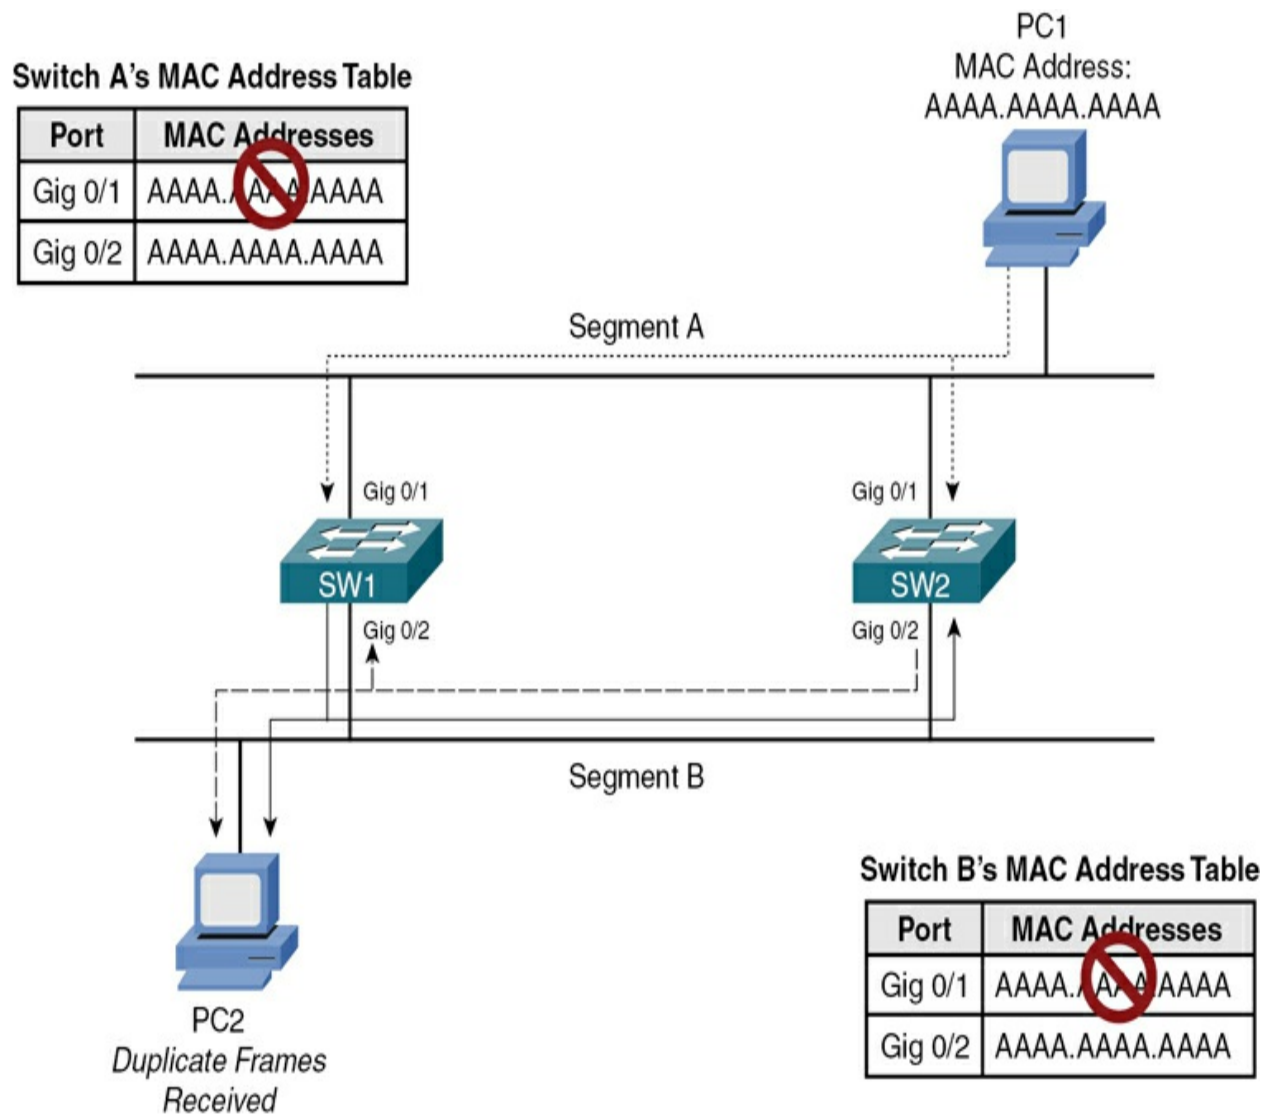 PC1
MAC Address:
AAAA.AAAA.AAAA
Switch A's MAC Address Table
Port MAC Addresses
Gig 0/1 AAAA.AAAA.AAAA
Gig 0/2 AAAA.AAAA.AAAA
Segment A
Gig 0/1
Gig 0/1
SW1
SW2
Gig 0/2
Gig 0/2
Segment B
PC2
Duplicate Frames
Received
Switch B's MAC Address Table
Port MAC Addresses
Gig 0/1 AAAA.AAAA.AAAA
Gig 0/2 AAAA.AAAA.AAAA